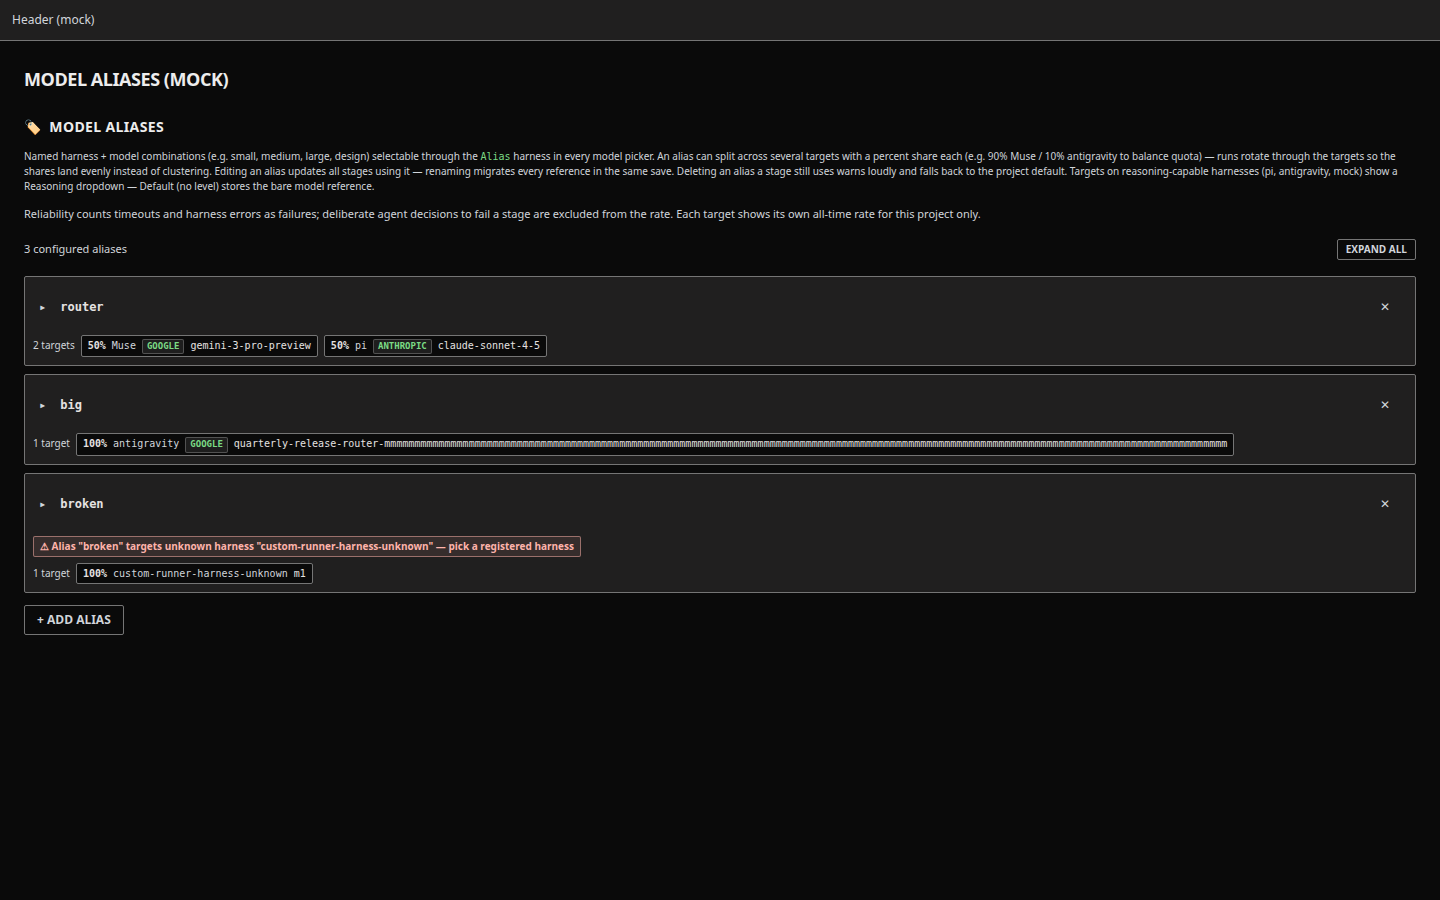 Header (mock)
MODEL ALIASES (MOCK)
🏷️ MODEL ALIASES
Named harness + model combinations (e.g. small, medium, large, design) selectable through the Alias harness in every model picker. An alias can split across several targets with a percent share each (e.g. 90% Muse / 10% antigravity to balance quota) — runs rotate through the targets so the
shares land evenly instead of clustering. Editing an alias updates all stages using it — renaming migrates every reference in the same save. Deleting an alias a stage still uses warns loudly and falls back to the project default. Targets on reasoning-capable harnesses (pi, antigravity, mock) show a
Reasoning dropdown — Default (no level) stores the bare model reference.
Reliability counts timeouts and harness errors as failures; deliberate agent decisions to fail a stage are excluded from the rate. Each target shows its own all-time rate for this project only.
3 configured aliases EXPAND ALL
▸ router ✕
2 targets 50% Muse GOOGLE gemini-3-pro-preview 50% pi ANTHROPIC claude-sonnet-4-5
▸ big ✕
1 target 100% antigravity GOOGLE quarterly-release-router-
▸ broken ✕
⚠ Alias "broken" targets unknown harness "custom-runner-harness-unknown" — pick a registered harness
1 target 100% custom-runner-harness-unknown m1
+ ADD ALIAS